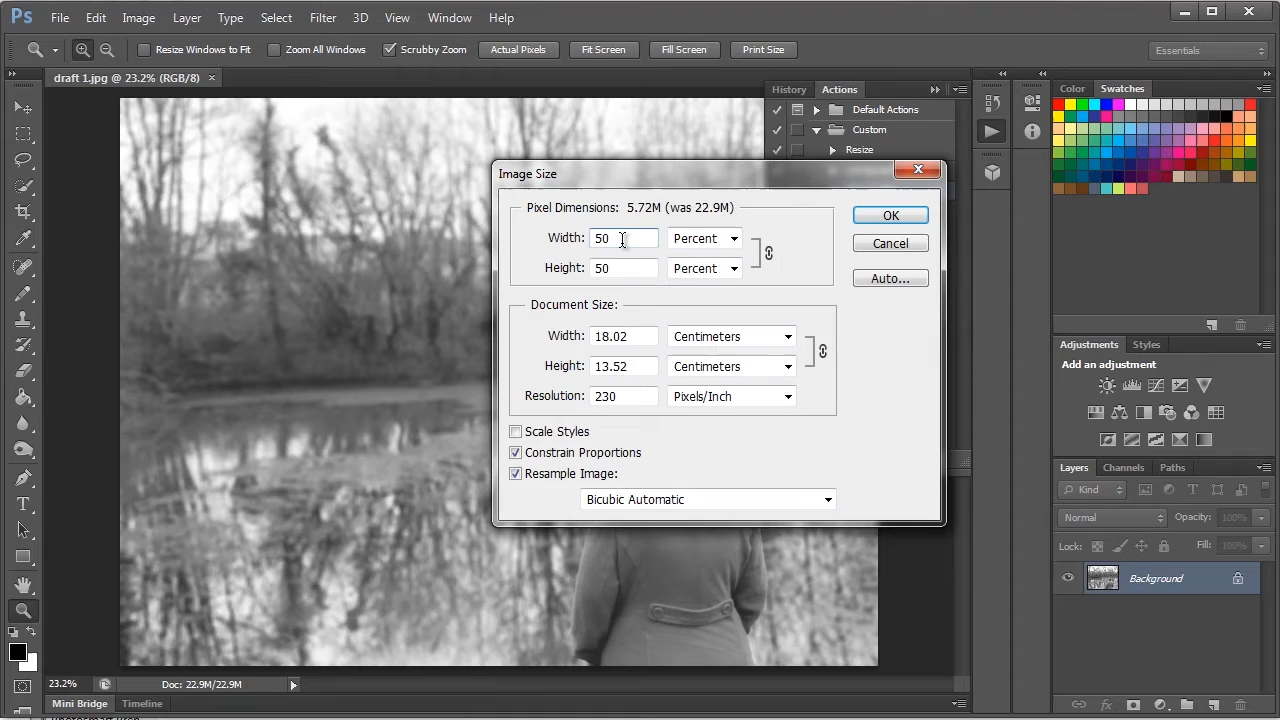 Ps File Edit Image Layer Type Select Filter 3D View Window Help
Resize Windows to Fit Zoom All Windows Scrubby Zoom Actual Pixels Fit Screen Fill Screen Print Size Essentials
draft 1.jpg @ 23.2% (RGB/8) ×
History Actions
Default Actions
Custom
Resize
Color Swatches
Image Size
Pixel Dimensions: 5.72M (was 22.9M)
Width: 50 Percent
Height: 50 Percent
OK
Cancel
Auto...
Document Size:
Width: 18.02 Centimeters
Height: 13.52 Centimeters
Resolution: 230 Pixels/Inch
Scale Styles
Constrain Proportions
Resample Image:
Bicubic Automatic
Adjustments Styles
Add an adjustment
Layers Channels Paths
Kind
Normal Opacity: 100%
Lock: Fill: 100%
Background
23.2% Doc: 22.9M/22.9M
Mini Bridge Timeline